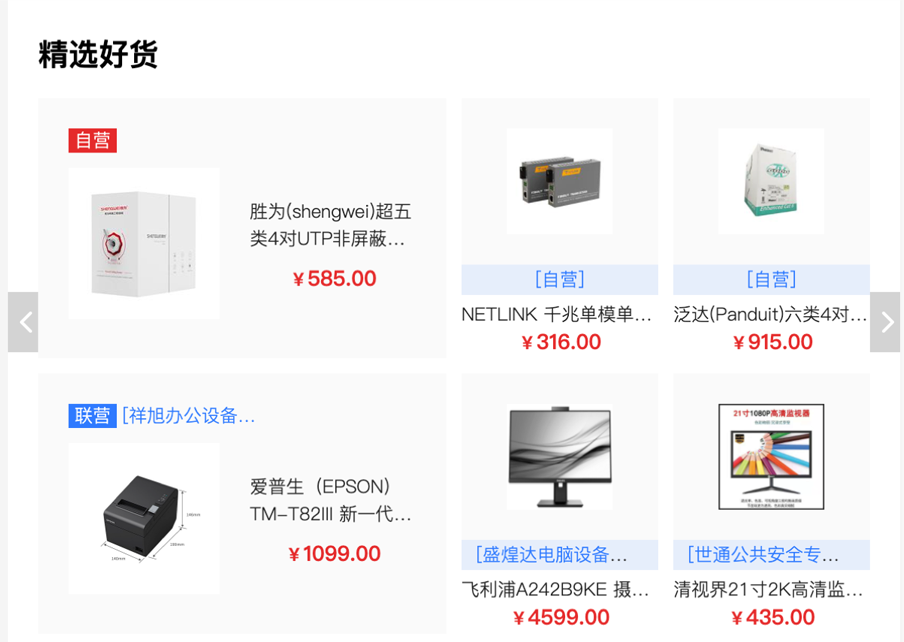 精选好货
自营
胜为(shengwei)超五
类4对UTP非屏蔽...
￥585.00
[自营]
NETLINK 千兆单模单...
￥316.00
[自营]
泛达(Panduit)六类4对...
￥915.00
联营 [祥旭办公设备...
爱普生（EPSON）
TM-T82III 新一代...
￥1099.00
[盛煌达电脑设备...
飞利浦A242B9KE 摄...
￥4599.00
21寸1080P高清监视器
[世通公共安全专...
清视界21寸2K高清监...
￥435.00